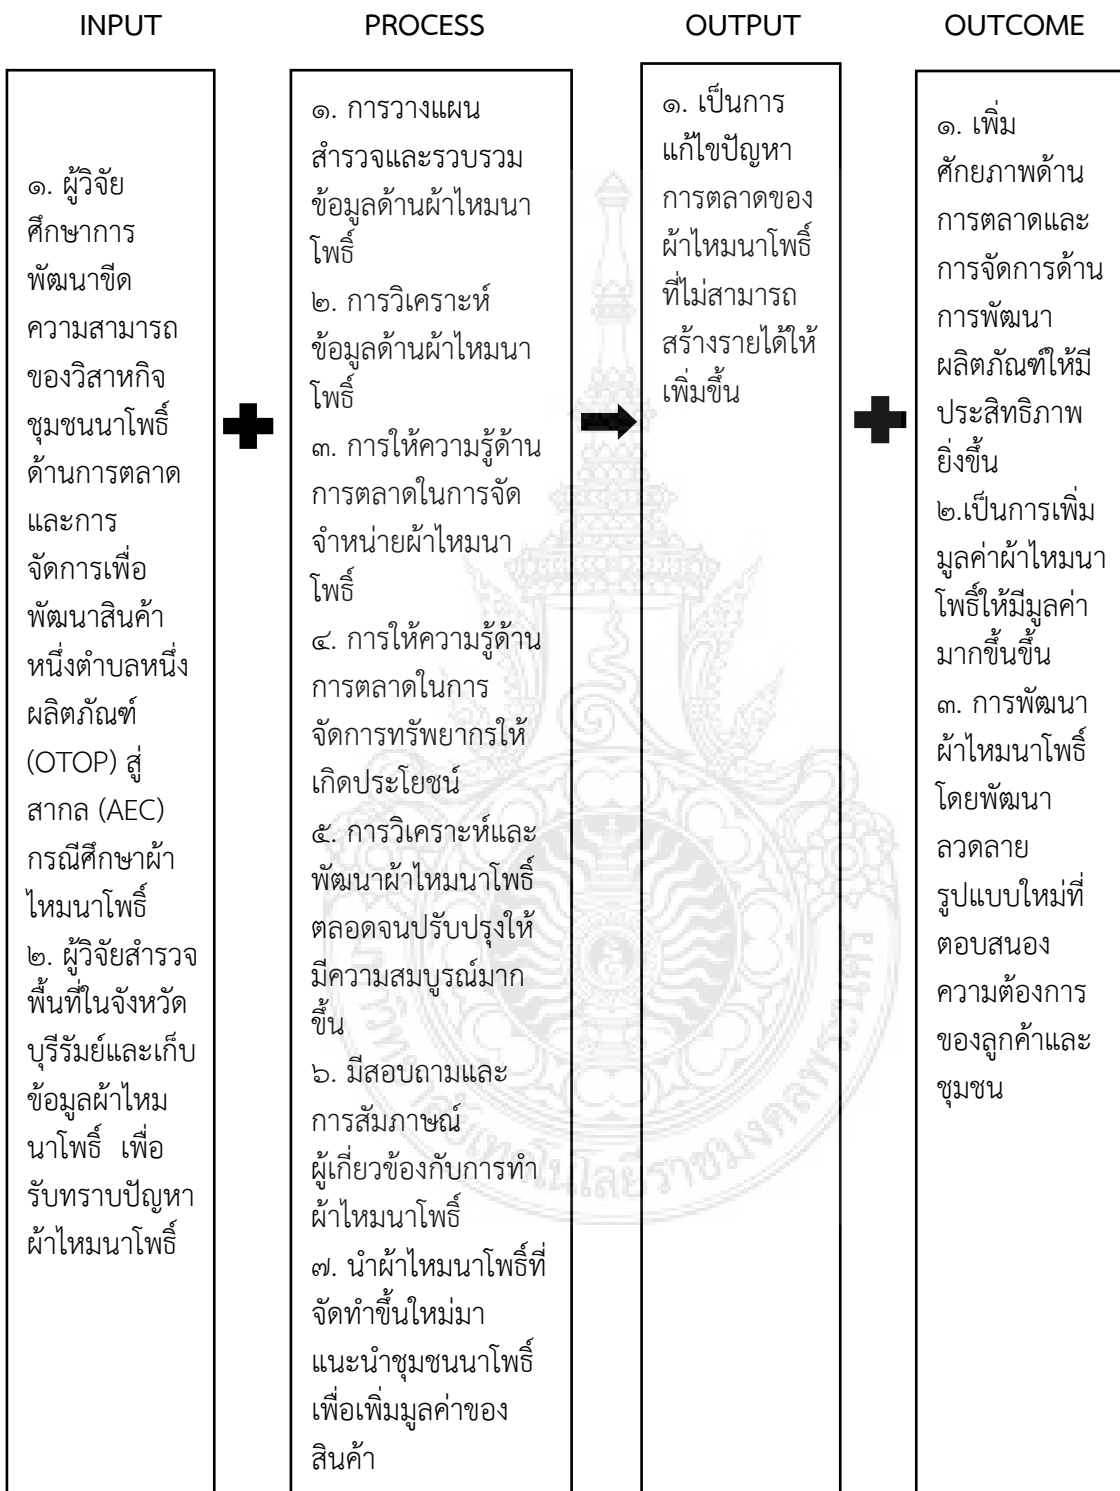 INPUT
PROCESS
OUTPUT
OUTCOME
๑. ผู้วิจัย
ศึกษาการ
พัฒนาขีด
ความสามารถ
ของวิสาหกิจ
ชุมชนนาโพธิ์
ด้านการตลาด
และการ
จัดการเพื่อ
พัฒนาสินค้า
หนึ่งตำบลหนึ่ง
ผลิตภัณฑ์
(OTOP) สู่
สากล (AEC)
กรณีศึกษาผ้า
ไหมนาโพธิ์
๒. ผู้วิจัยสำรวจ
พื้นที่ในจังหวัด
บุรีรัมย์และเก็บ
ข้อมูลผ้าไหม
นาโพธิ์ เพื่อ
รับทราบปัญหา
ผ้าไหมนาโพธิ์
๑. การวางแผน
สำรวจและรวบรวม
ข้อมูลด้านผ้าไหมนา
โพธิ์
๒. การวิเคราะห์
ข้อมูลด้านผ้าไหมนา
โพธิ์
๓. การให้ความรู้ด้าน
การตลาดในการจัด
จำหน่ายผ้าไหมนา
โพธิ์
๔. การให้ความรู้ด้าน
การตลาดในการ
จัดการทรัพยากรให้
เกิดประโยชน์
๕. การวิเคราะห์และ
พัฒนาผ้าไหมนาโพธิ์
ตลอดจนปรับปรุงให้
มีความสมบูรณ์มาก
ขึ้น
๖. มีสอบถามและ
การสัมภาษณ์
ผู้เกี่ยวข้องกับการทำ
ผ้าไหมนาโพธิ์
๗. นำผ้าไหมนาโพธิ์ที่
จัดทำขึ้นใหม่มา
แนะนำชุมชนนาโพธิ์
เพื่อเพิ่มมูลค่าของ
สินค้า
๑. เป็นการ
แก้ไขปัญหา
การตลาดของ
ผ้าไหมนาโพธิ์
ที่ไม่สามารถ
สร้างรายได้ให้
เพิ่มขึ้น
๑. เพิ่ม
ศักยภาพด้าน
การตลาดและ
การจัดการด้าน
การพัฒนา
ผลิตภัณฑ์ให้มี
ประสิทธิภาพ
ยิ่งขึ้น
๒.เป็นการเพิ่ม
มูลค่าผ้าไหมนา
โพธิ์ให้มีมูลค่า
มากขึ้นขึ้น
๓. การพัฒนา
ผ้าไหมนาโพธิ์
โดยพัฒนา
ลวดลาย
รูปแบบใหม่ที่
ตอบสนอง
ความต้องการ
ของลูกค้าและ
ชุมชน